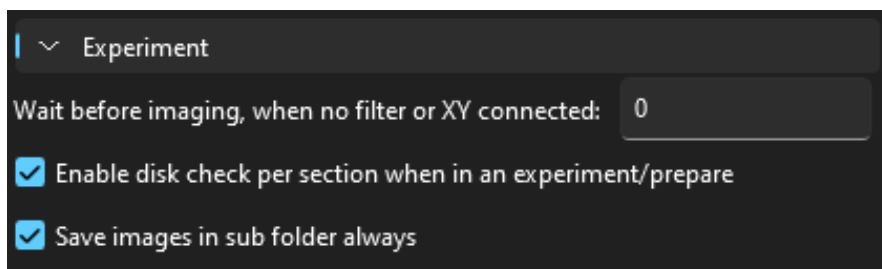 Experiment
Wait before imaging, when no filter or XY connected: 0
Enable disk check per section when in an experiment/prepare
Save images in sub folder always